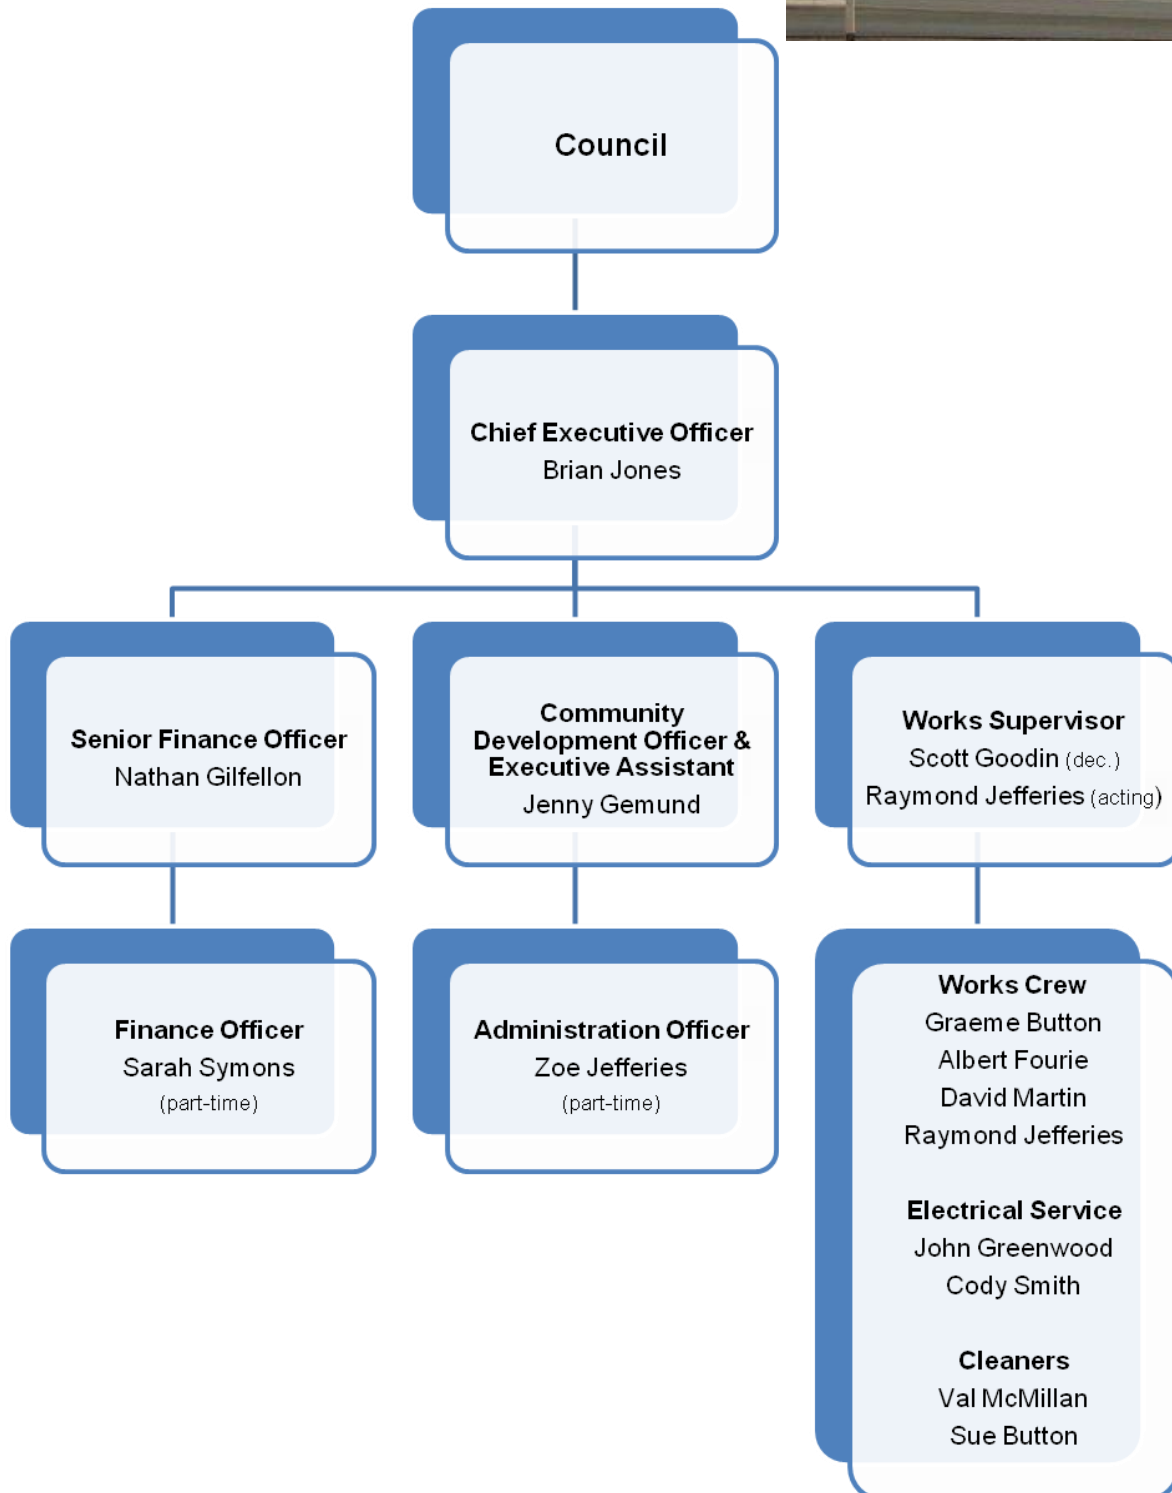 Council
Chief Executive Officer
Brian Jones
Senior Finance Officer
Nathan Gilfellon
Community
Development Officer &
Executive Assistant
Jenny Gemund
Works Supervisor
Scott Goodin (dec.)
Raymond Jefferies (acting)
Finance Officer
Sarah Symons
(part-time)
Administration Officer
Zoe Jefferies
(part-time)
Works Crew
Graeme Button
Albert Fourie
David Martin
Raymond Jefferies
Electrical Service
John Greenwood
Cody Smith
Cleaners
Val McMillan
Sue Button